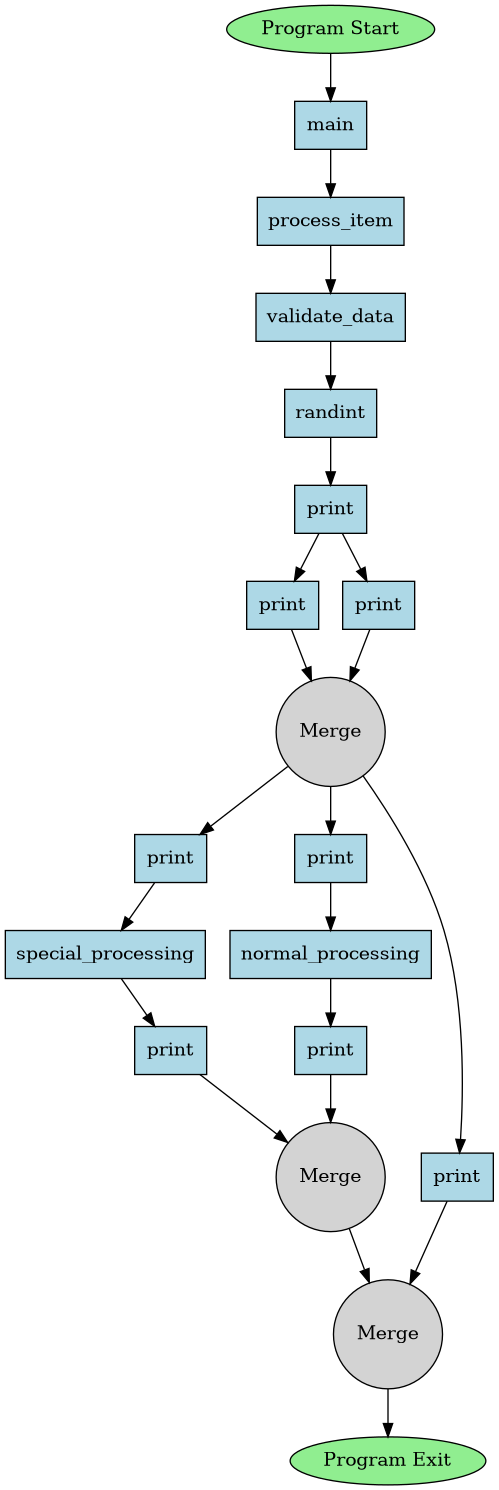 Program Start
main
process_item
validate_data
randint
print
print
print
Merge
print
print
special_processing
normal_processing
print
print
Merge
print
Merge
Program Exit